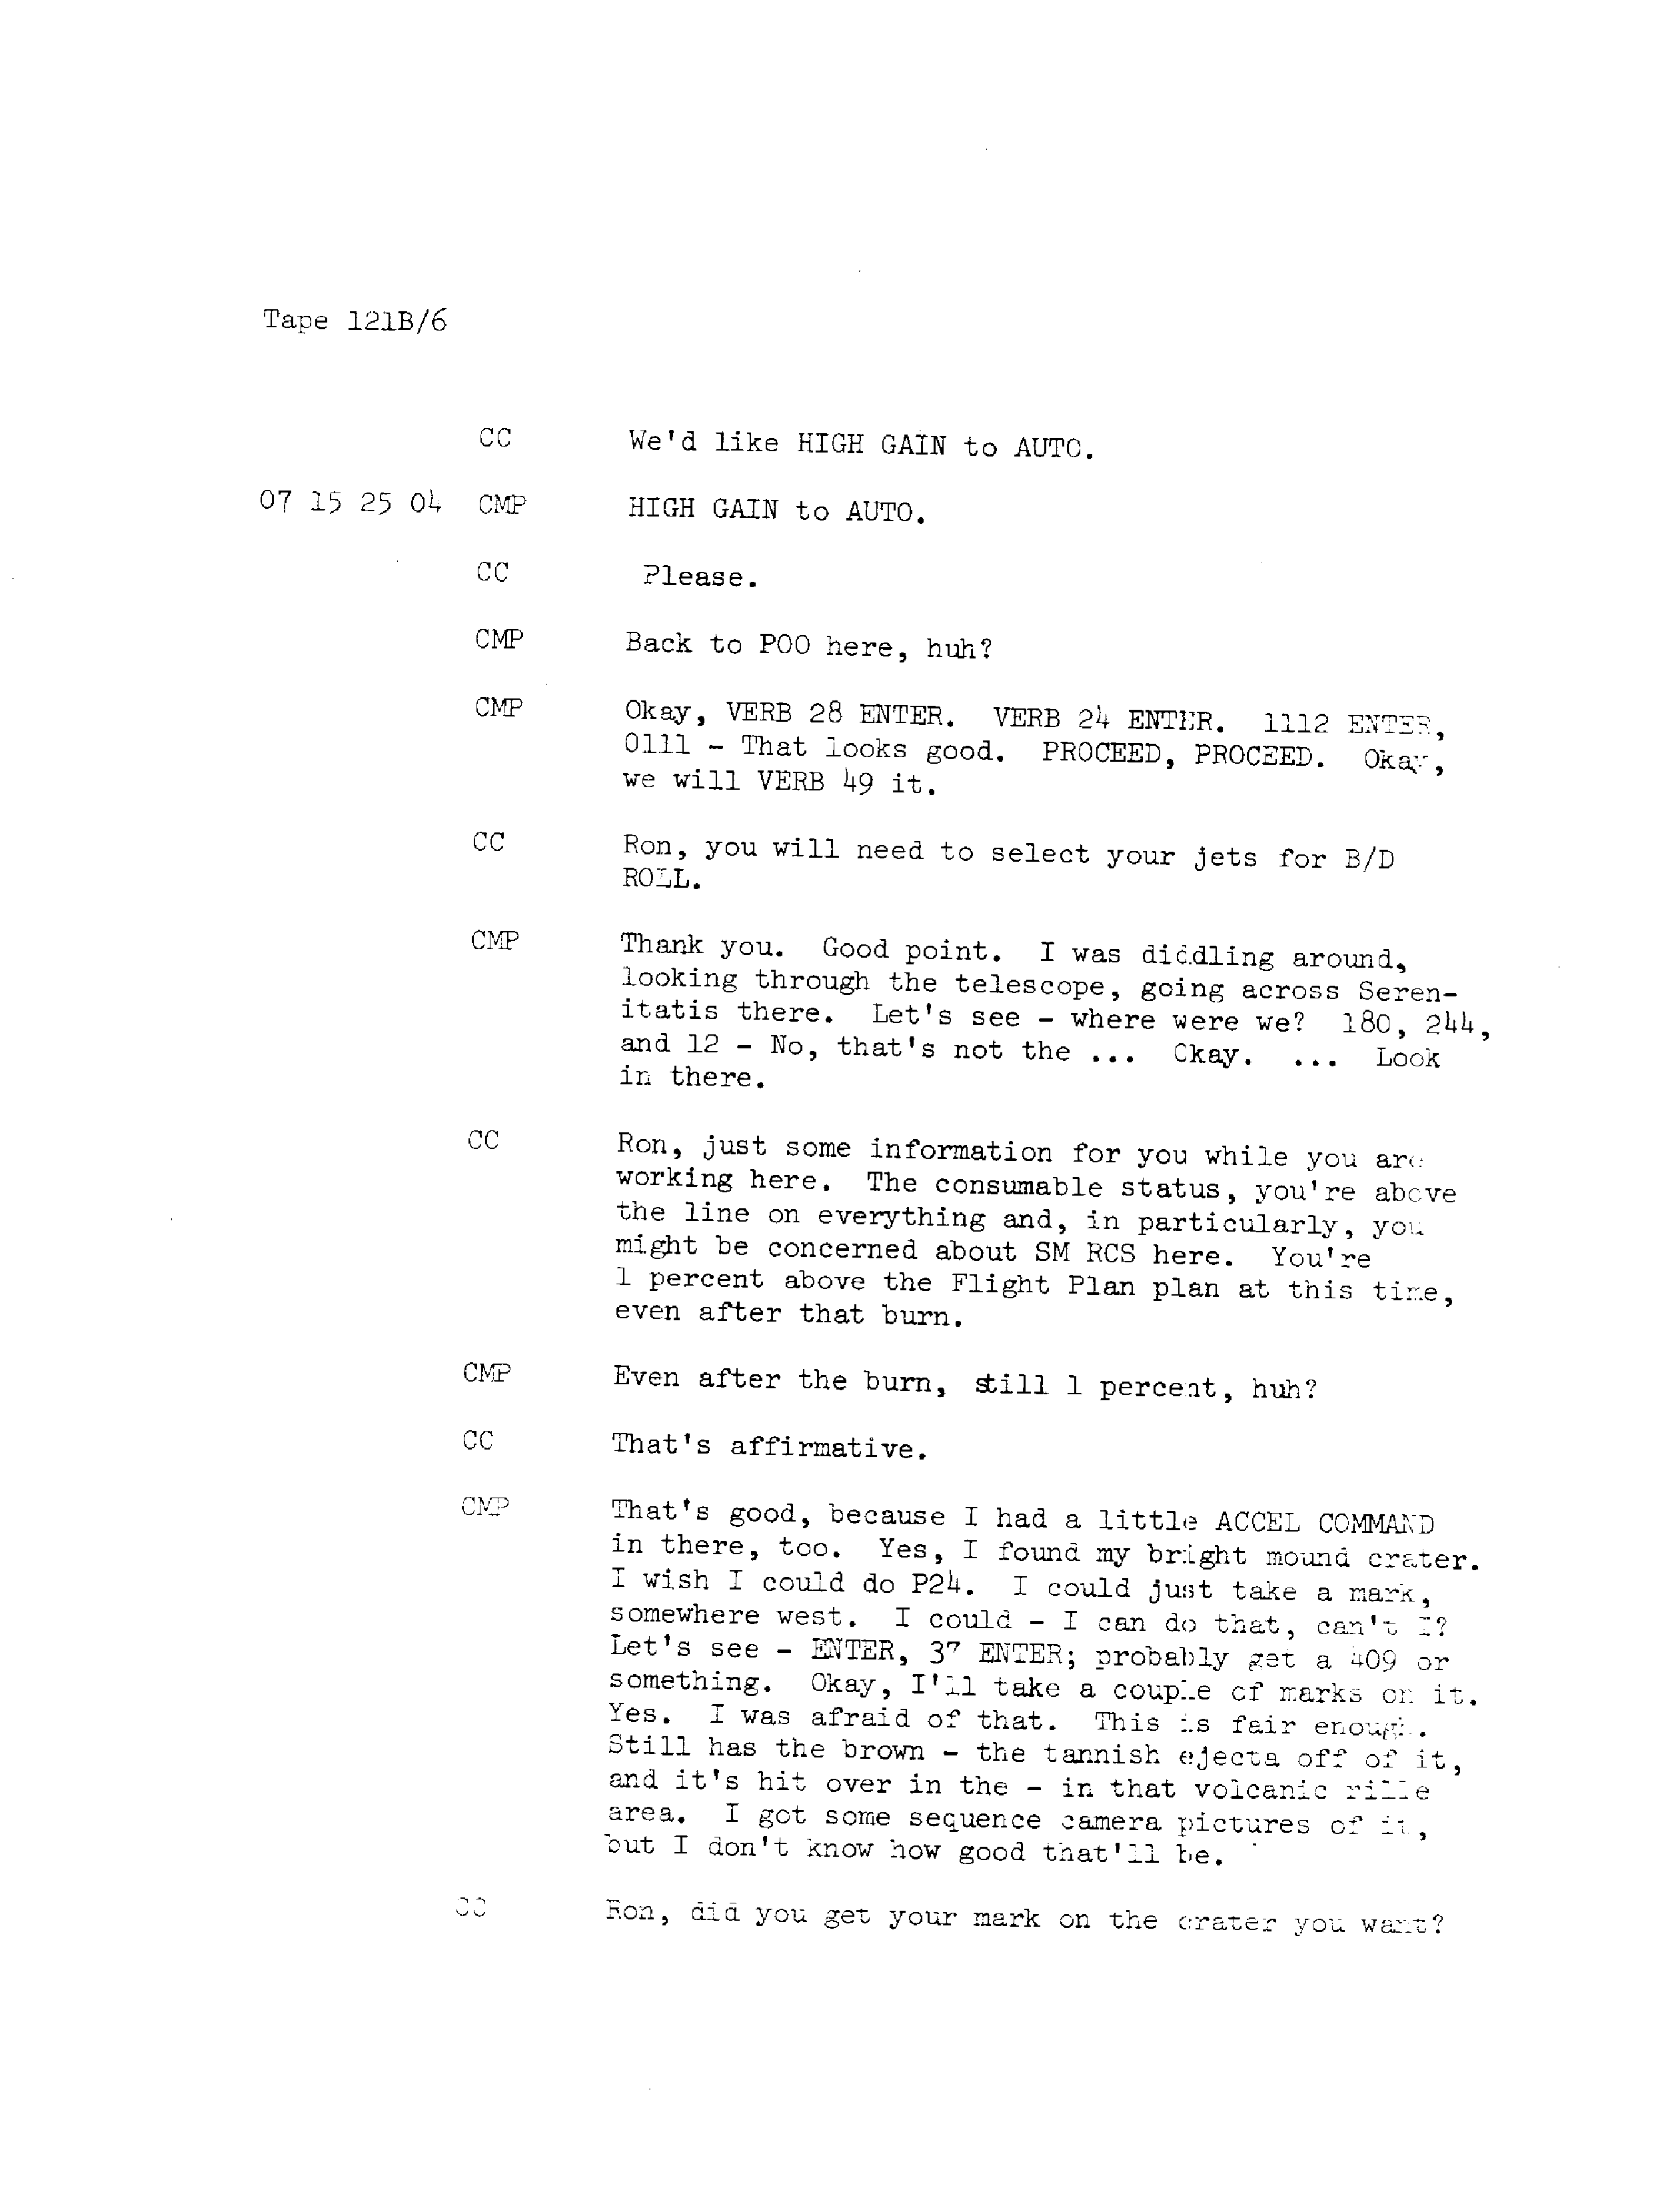 Tape 121B/6
CC We'd like HIGH GAIN to AUTO.
07 15 25 04 CMP HIGH GAIN to AUTO.
CC Please.
CMP Back to POO here, huh?
CMP Okay, VERB 28 ENTER. VERB 24 ENTER. 1112 ENTER,
0111 - That looks good. PROCEED, PROCEED. Okay,
we will VERB 49 it.
CC Ron, you will need to select your jets for B/D
ROLL.
CMP Thank you. Good point. I was diddling around,
looking through the telescope, going across Seren-
itatis there. Let's see - where were we? 180, 244,
and 12 - No, that's not the ... Okay. ... Look
in there.
CC Ron, just some information for you while you are
working here. The consumable status, you're above
the line on everything and, in particularly, you
might be concerned about SM RCS here. You're
1 percent above the Flight Plan plan at this time,
even after that burn.
CMP Even after the burn, still 1 percent, huh?
CC That's affirmative.
CMP That's good, because I had a little ACCEL COMMAND
in there, too. Yes, I found my bright mound crater.
I wish I could do P24. I could just take a mark,
somewhere west. I could - I can do that, can't I?
Let's see - ENTER, 37 ENTER; probably get a 409 or
something. Okay, I'll take a couple of marks on it.
Yes. I was afraid of that. This is fair enough.
Still has the brown - the tannish ejecta off of it,
and it's hit over in the - in that volcanic rille
area. I got some sequence camera pictures of it,
but I don't know how good that'll be.
CC Ron, did you get your mark on the crater you want?